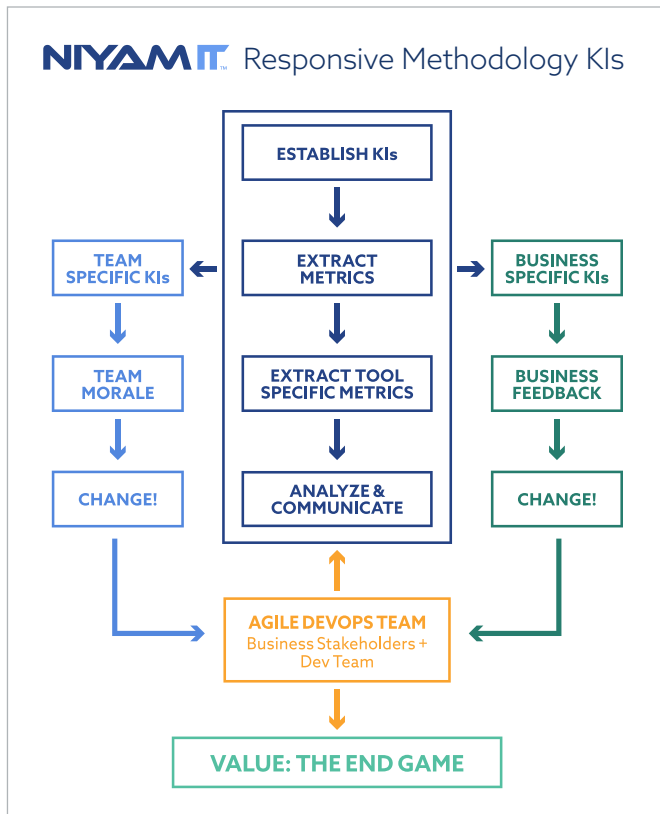 NIYAM IT™ Responsive Methodology KIs
ESTABLISH KIs
TEAM
SPECIFIC KIs
EXTRACT
METRICS
BUSINESS
SPECIFIC KIs
TEAM
MORALE
EXTRACT TOOL
SPECIFIC METRICS
BUSINESS
FEEDBACK
CHANGE!
ANALYZE &
COMMUNICATE
CHANGE!
AGILE DEVOPS TEAM
Business Stakeholders +
Dev Team
VALUE: THE END GAME